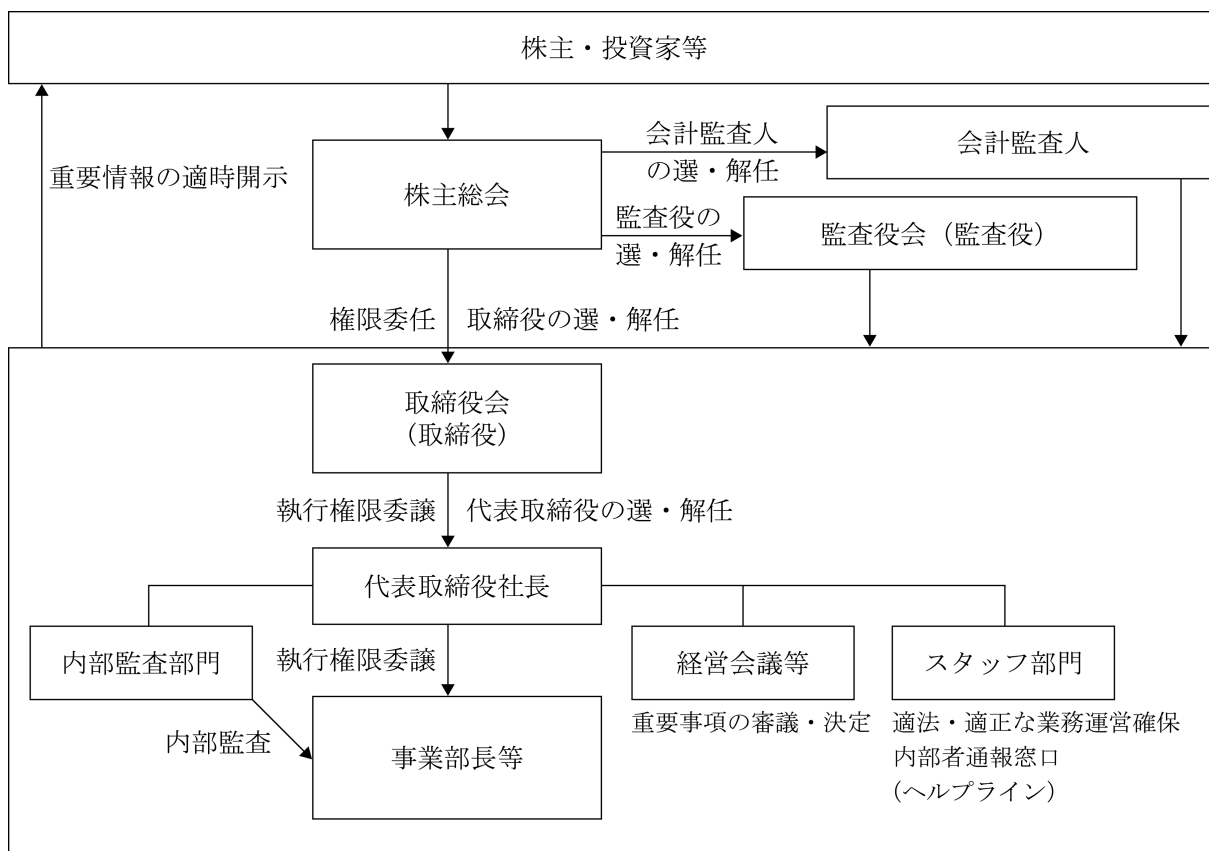 株主・投資家等
会計監査人
の選・解任
会計監査人
重要情報の適時開示
株主総会
監査役の
選・解任
監査役会（監査役）
権限委任
取締役の選・解任
取締役会
（取締役）
執行権限委譲
代表取締役の選・解任
代表取締役社長
内部監査部門
執行権限委譲
経営会議等
スタッフ部門
重要事項の審議・決定
適法・適正な業務運営確保
内部者通報窓口
（ヘルプライン）
内部監査
事業部長等